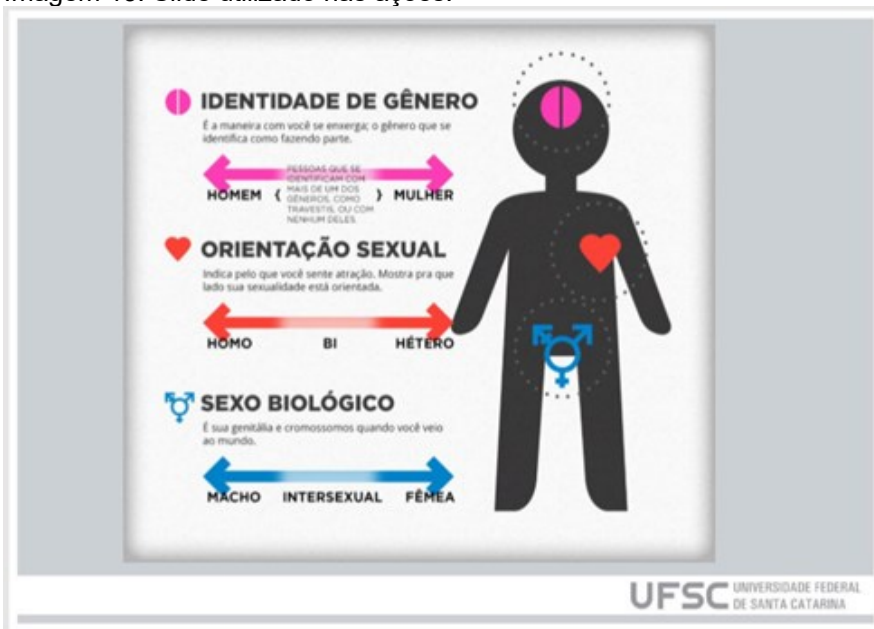 Imagem 10: Slide utilizado nas ações.
IDENTIDADE DE GÊNERO
É a maneira com você se enxerga; o gênero que se
identifica como fazendo parte.
PESSOAS QUE SE
IDENTIFICAM COM
MAIS DE UM DOS
GÊNEROS, COMO
TRAVESTIS, OU COM
NENHUM DELES.
HOMEM { } MULHER
ORIENTAÇÃO SEXUAL
Indica pelo que você sente atração. Mostra pra que
lado sua sexualidade está orientada.
HOMO BI HÉTERO
SEXO BIOLÓGICO
É sua genitália e cromossomos quando você veio
ao mundo.
MACHO INTERSEXUAL FÊMEA
UFSC UNIVERSIDADE FEDERAL
DE SANTA CATARINA